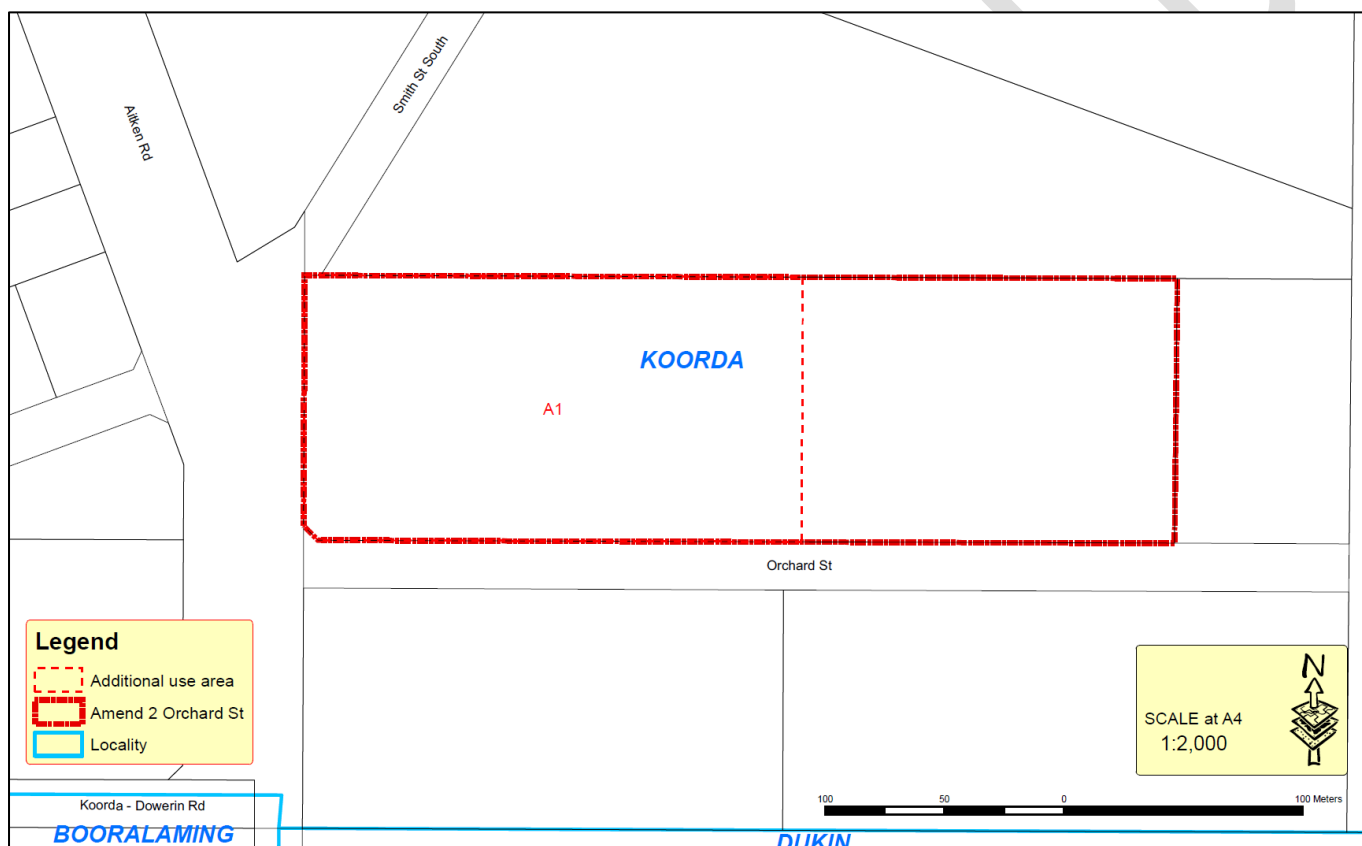 Smith St South
Aitken Rd
KOORDA
A1
Orchard St
Legend
Additional use area
Amend 2 Orchard St
Locality
N
SCALE at A4
1:2,000
100 50 0 100 Meters
Koorda - Dowerin Rd
BOORALAMING
DUKIN